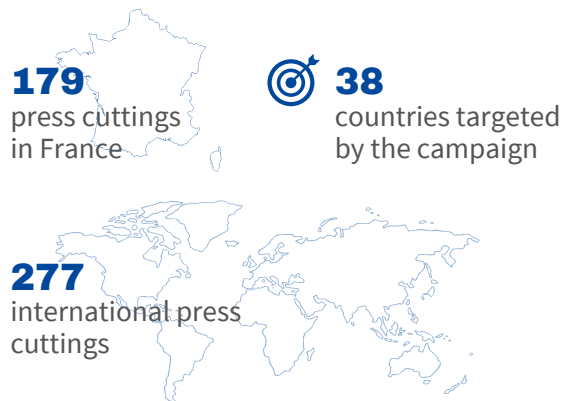 179
press cuttings
in France
38
countries targeted
by the campaign
277
international press
cuttings